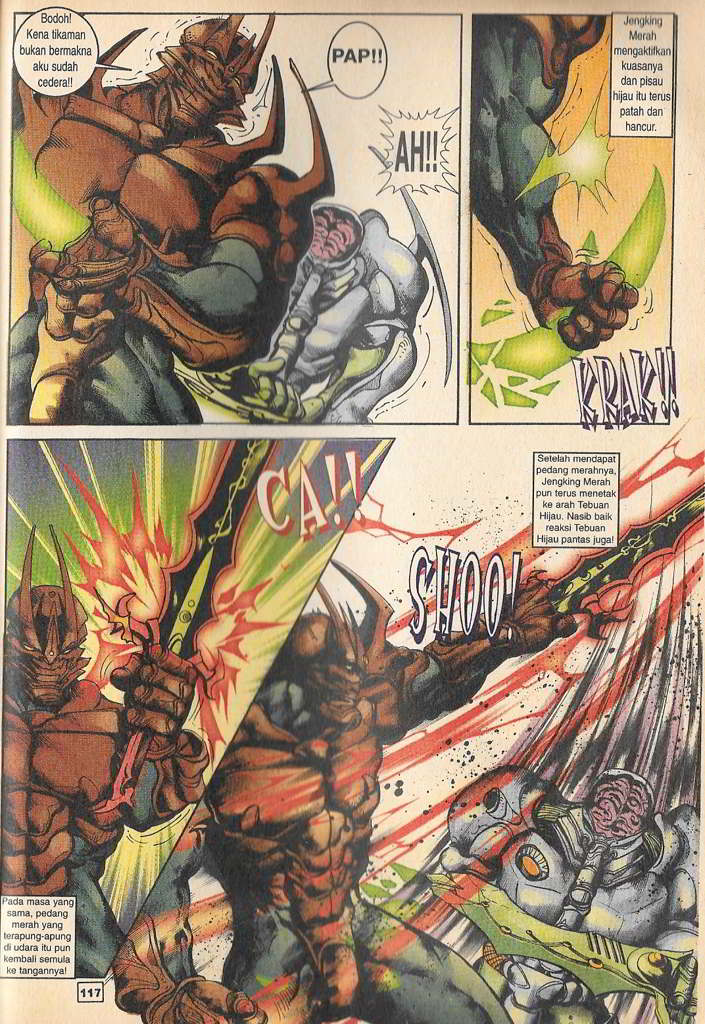 Bodoh!
Kena tikaman
bukan bermakna
aku sudah
cedera!!
PAP!!
AH!!
Jengking
Merah
mengaktifkan
kuasanya
dan pisau
hijau itu terus
patah dan
hancur.
KRAK!!
CA!!
Setelah mendapat
pedang merahnya,
Jengking Merah
pun terus menetak
ke arah Tebuan
Hijau. Nasib baik
reaksi Tebuan
Hijau pantas juga!
SHOO!
Pada masa yang
sama, pedang
merah yang
terapung-apung
di udara itu pun
kembali semula
ke tangannya!
117